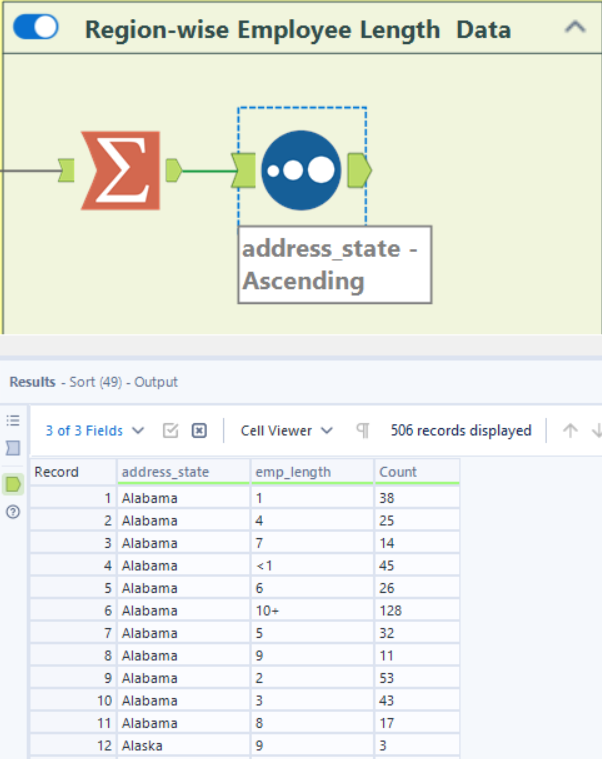 Region-wise Employee Length Data
Σ
address_state -
Ascending
Results - Sort (49) - Output
3 of 3 Fields Cell Viewer 506 records displayed
Record address_state emp_length Count
1 Alabama 1 38
2 Alabama 4 25
3 Alabama 7 14
4 Alabama <1 45
5 Alabama 6 26
6 Alabama 10+ 128
7 Alabama 5 32
8 Alabama 9 11
9 Alabama 2 53
10 Alabama 3 43
11 Alabama 8 17
12 Alaska 9 3